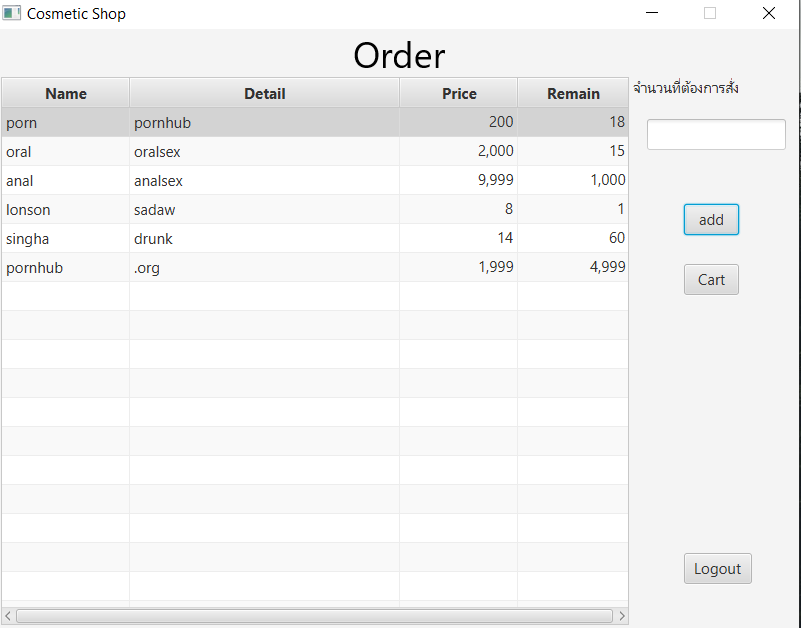 Cosmetic Shop
Order
Name Detail Price Remain
จำนวนที่ต้องการสั่ง
porn pornhub 200 18
oral oralsex 2,000 15
anal analsex 9,999 1,000
lonson sadaw 8 1
add
singha drunk 14 60
pornhub .org 1,999 4,999
Cart
Logout